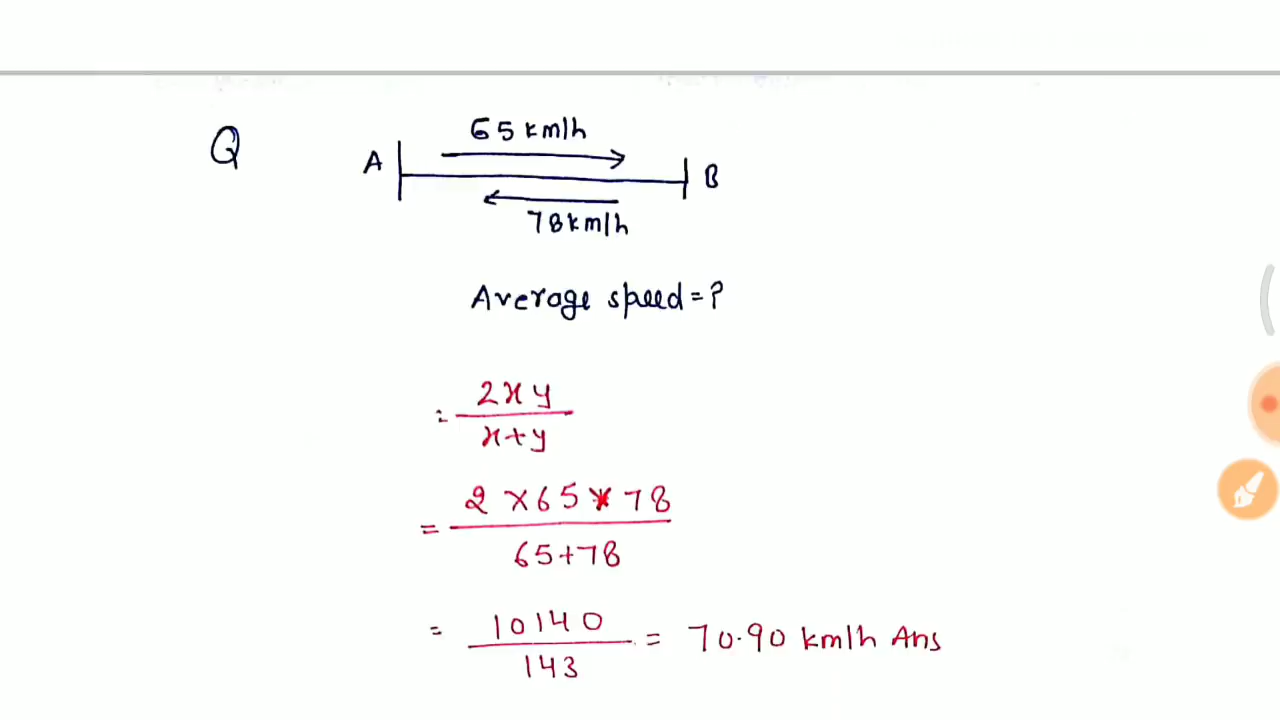 Q
65 km/h
A B
78 km/h
Average speed = ?
= 2xy / x+y
= 2 × 65 × 78 / 65+78
= 10140 / 143 = 70.90 km/h Ans